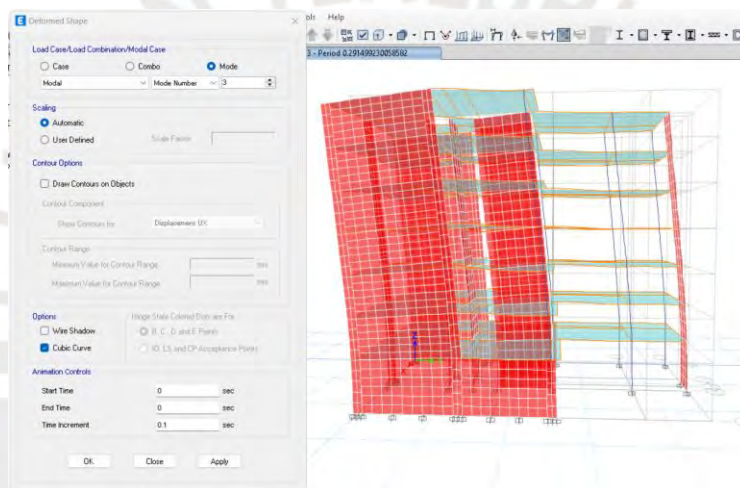 E Deformed Shape
ols Help
3 - Period 0.291499230058582
Load Case/Load Combination/Modal Case
Case Combo Mode
Modal Mode Number 3
Scaling
Automatic
User Defined Scale Factor
Contour Options
Draw Contours on Objects
Contour Component
Show Contours for Displacement UX
Contour Range
Minimum Value for Contour Range mm
Maximum Value for Contour Range mm
Options
Hinge State Colored Dots are For
Wire Shadow B, C, D and E Points
Cubic Curve IO, LS, and CP Acceptance Points
Animation Controls
Start Time 0 sec
End Time 0 sec
Time Increment 0.1 sec
OK Close Apply